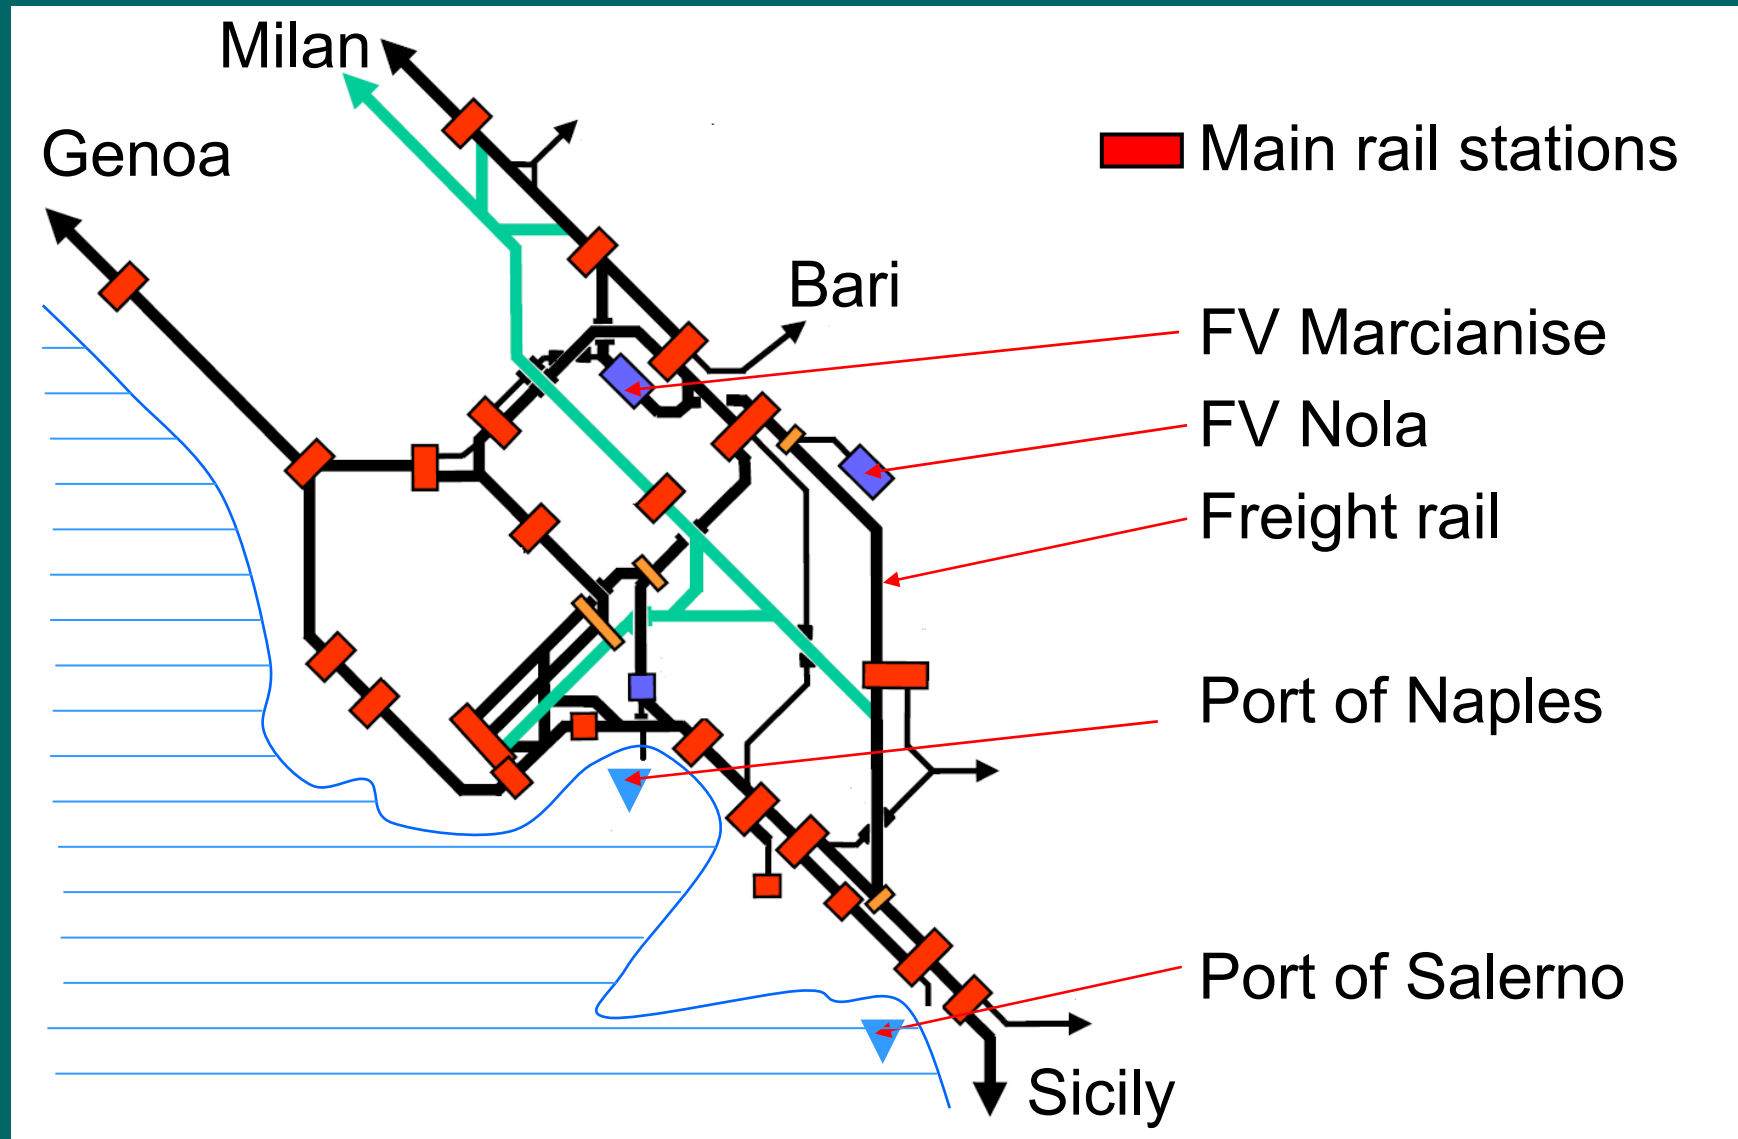 Milan
Genoa
Main rail stations
Bari
FV Marcianise
FV Nola
Freight rail
Port of Naples
Port of Salerno
Sicily